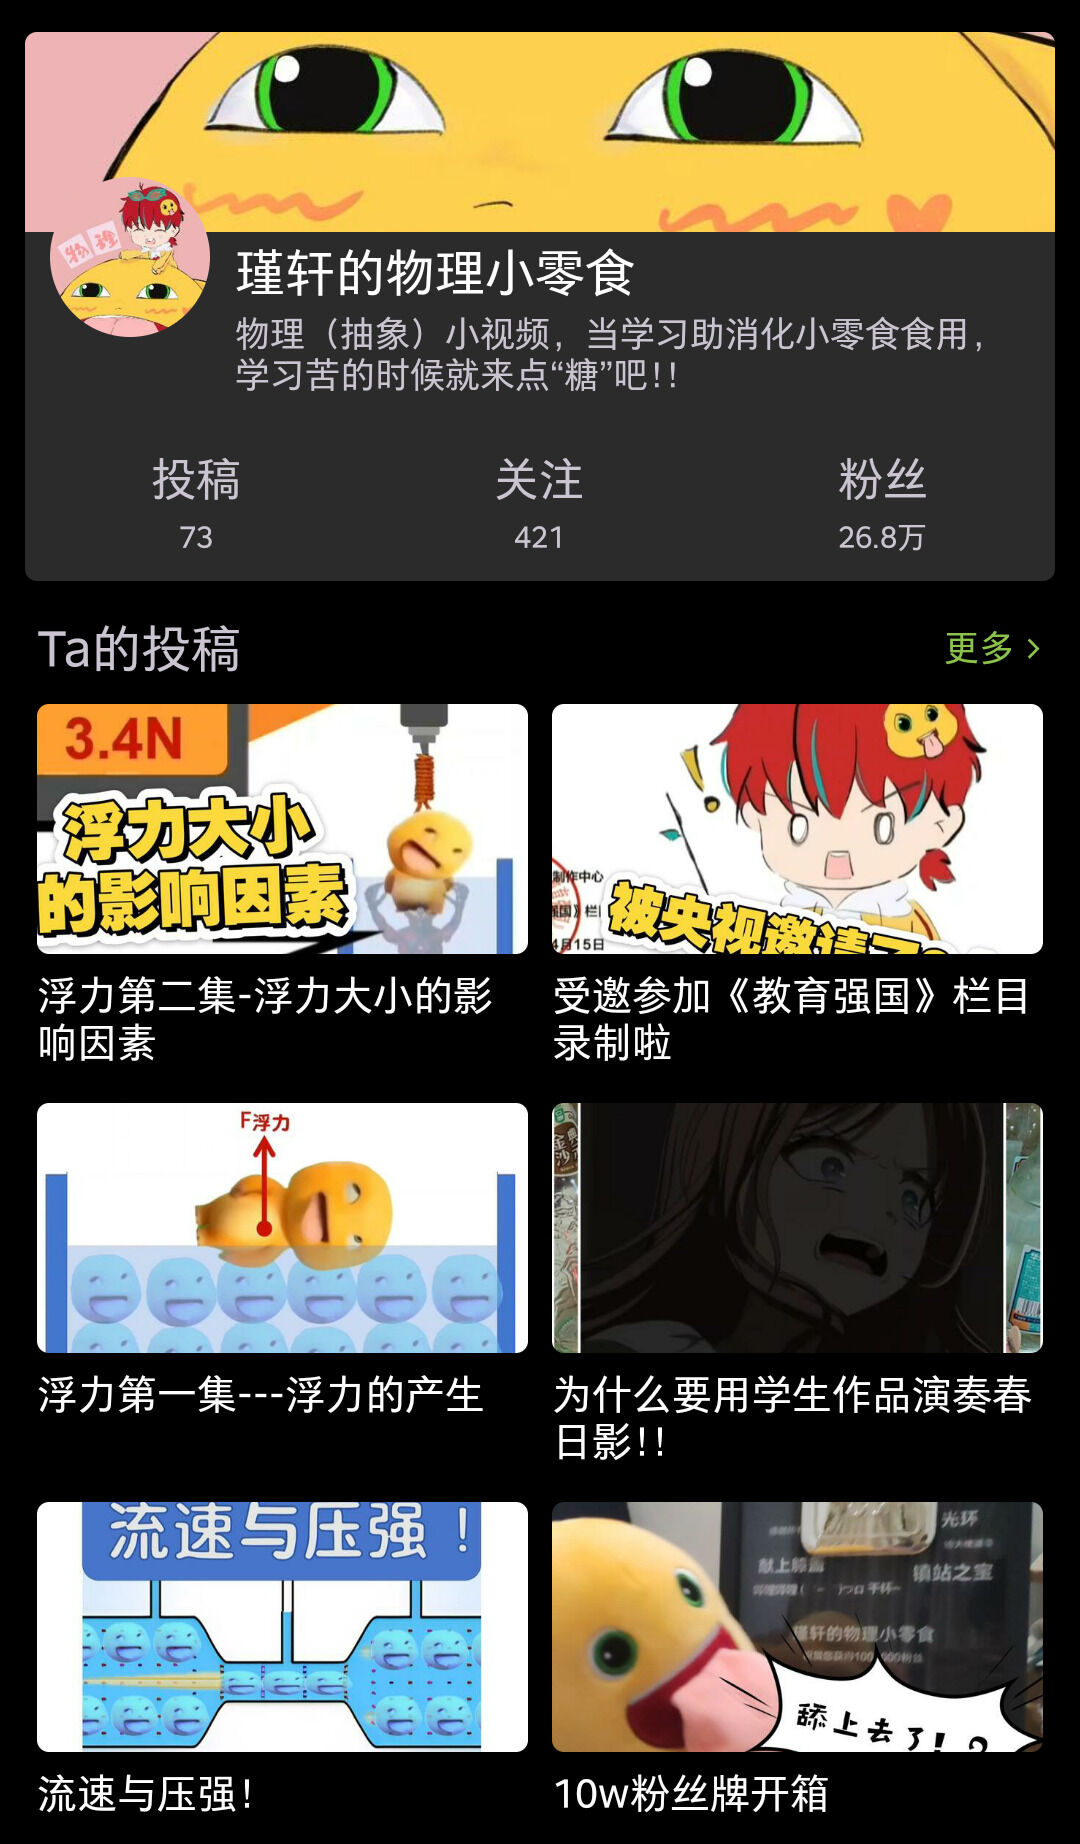 物理
瑾轩的物理小零食
物理（抽象）小视频，当学习助消化小零食食用，
学习苦的时候就来点“糖”吧！！
投稿 关注 粉丝
73 421 26.8万
Ta的投稿
更多 >
3.4N
浮力大小
的影响因素
制作中心
强国》栏
4月15日
被央视邀请了?
浮力第二集-浮力大小的影
响因素
受邀参加《教育强国》栏目
录制啦
F浮力
金
沙
浮力第一集---浮力的产生
为什么要用学生作品演奏春
日影！！
流速与压强！
光环
献上膝盖
镇站之宝
干杯~
瑾轩的物理小零食
舔上去了！？
流速与压强！
10w粉丝牌开箱